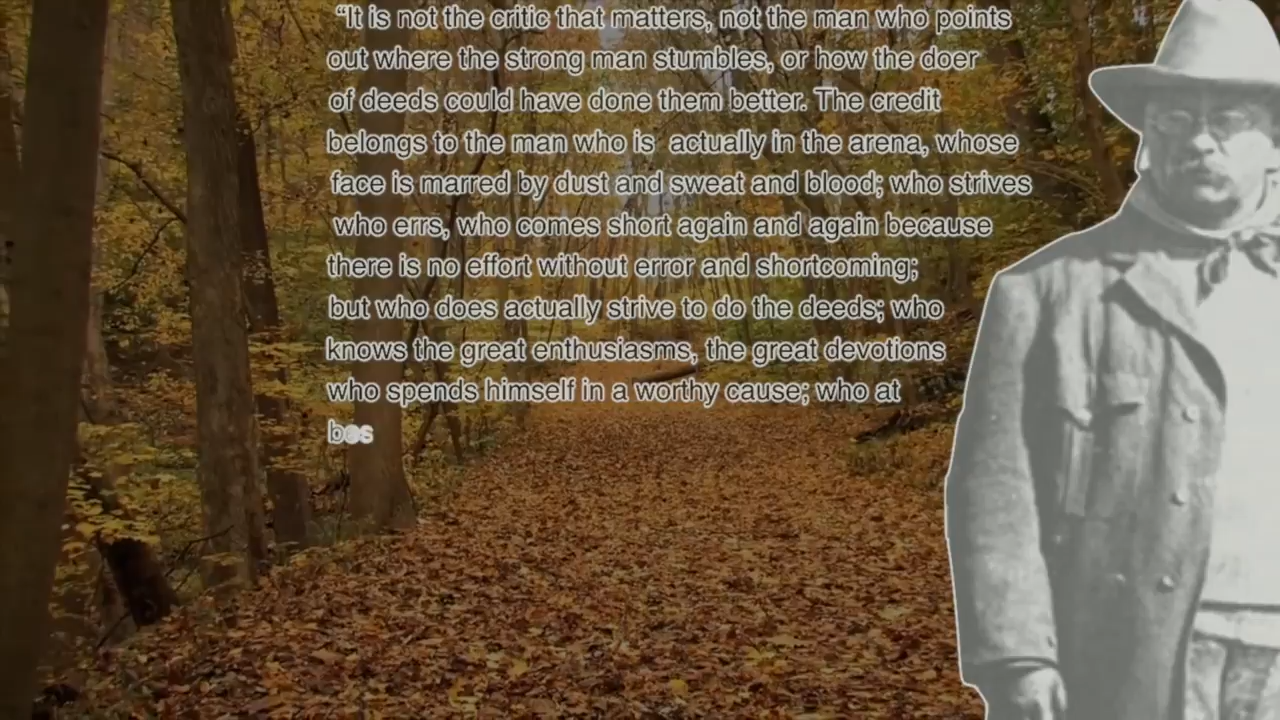 “It is not the critic that matters, not the man who points
out where the strong man stumbles, or how the doer
of deeds could have done them better. The credit
belongs to the man who is  actually in the arena, whose
face is marred by dust and sweat and blood; who strives
who errs, who comes short again and again because
there is no effort without error and shortcoming;
but who does actually strive to do the deeds; who
knows the great enthusiasms, the great devotions
who spends himself in a worthy cause; who at
bes